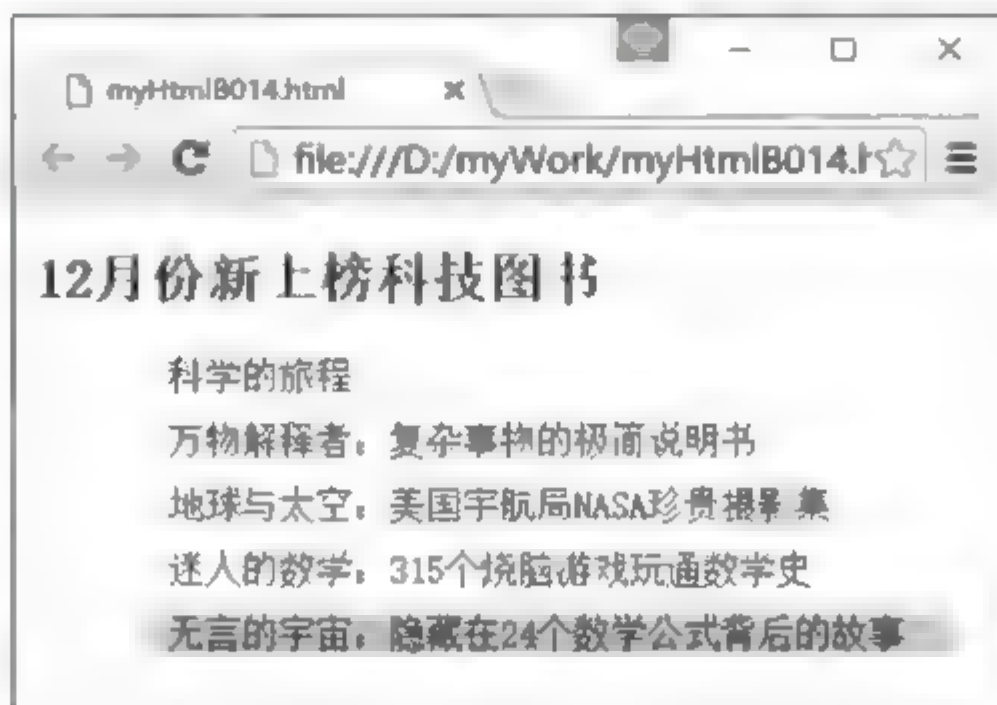 myHtmlB014.html
file:///D:/myWork/myHtmlB014.h
12月份新上榜科技图书
科学的旅程
万物解释者：复杂事物的极简说明书
地球与太空：美国宇航局NASA珍贵摄影集
迷人的数学：315个烧脑游戏玩通数学史
无言的宇宙：隐藏在24个数学公式背后的故事